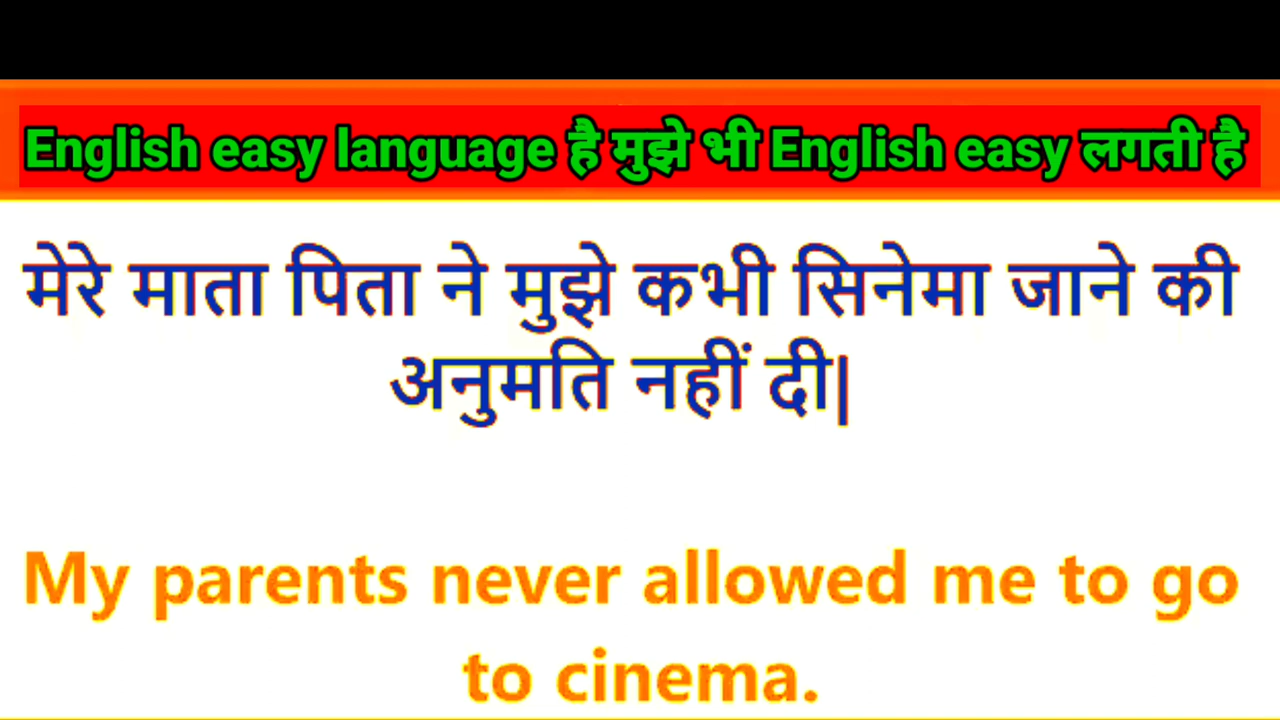 English easy language है मुझे भी English easy लगती है
मेरे माता पिता ने मुझे कभी सिनेमा जाने की
अनुमति नहीं दी|
My parents never allowed me to go
to cinema.